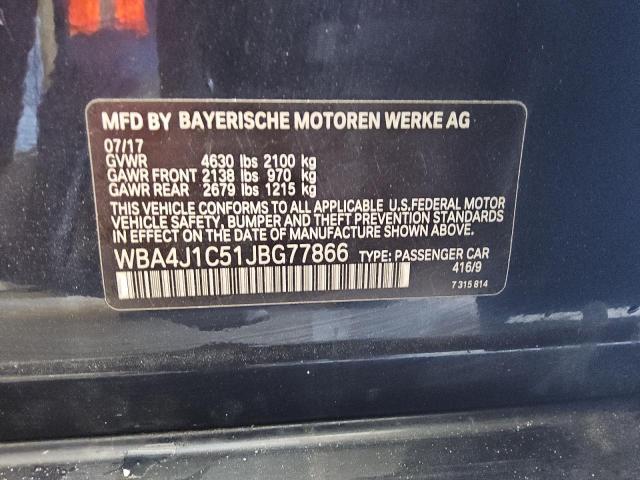 MFD BY BAYERISCHE MOTOREN WERKE AG
07/17
GVWR 4630 lbs 2100 kg
GAWR FRONT 2138 lbs 970 kg
GAWR REAR 2679 lbs 1215 kg
THIS VEHICLE CONFORMS TO ALL APPLICABLE U.S.FEDERAL MOTOR
VEHICLE SAFETY, BUMPER AND THEFT PREVENTION STANDARDS
IN EFFECT ON THE DATE OF MANUFACTURE SHOWN ABOVE.
WBA4J1C51JBG77866 TYPE: PASSENGER CAR
416/9
7 315 814